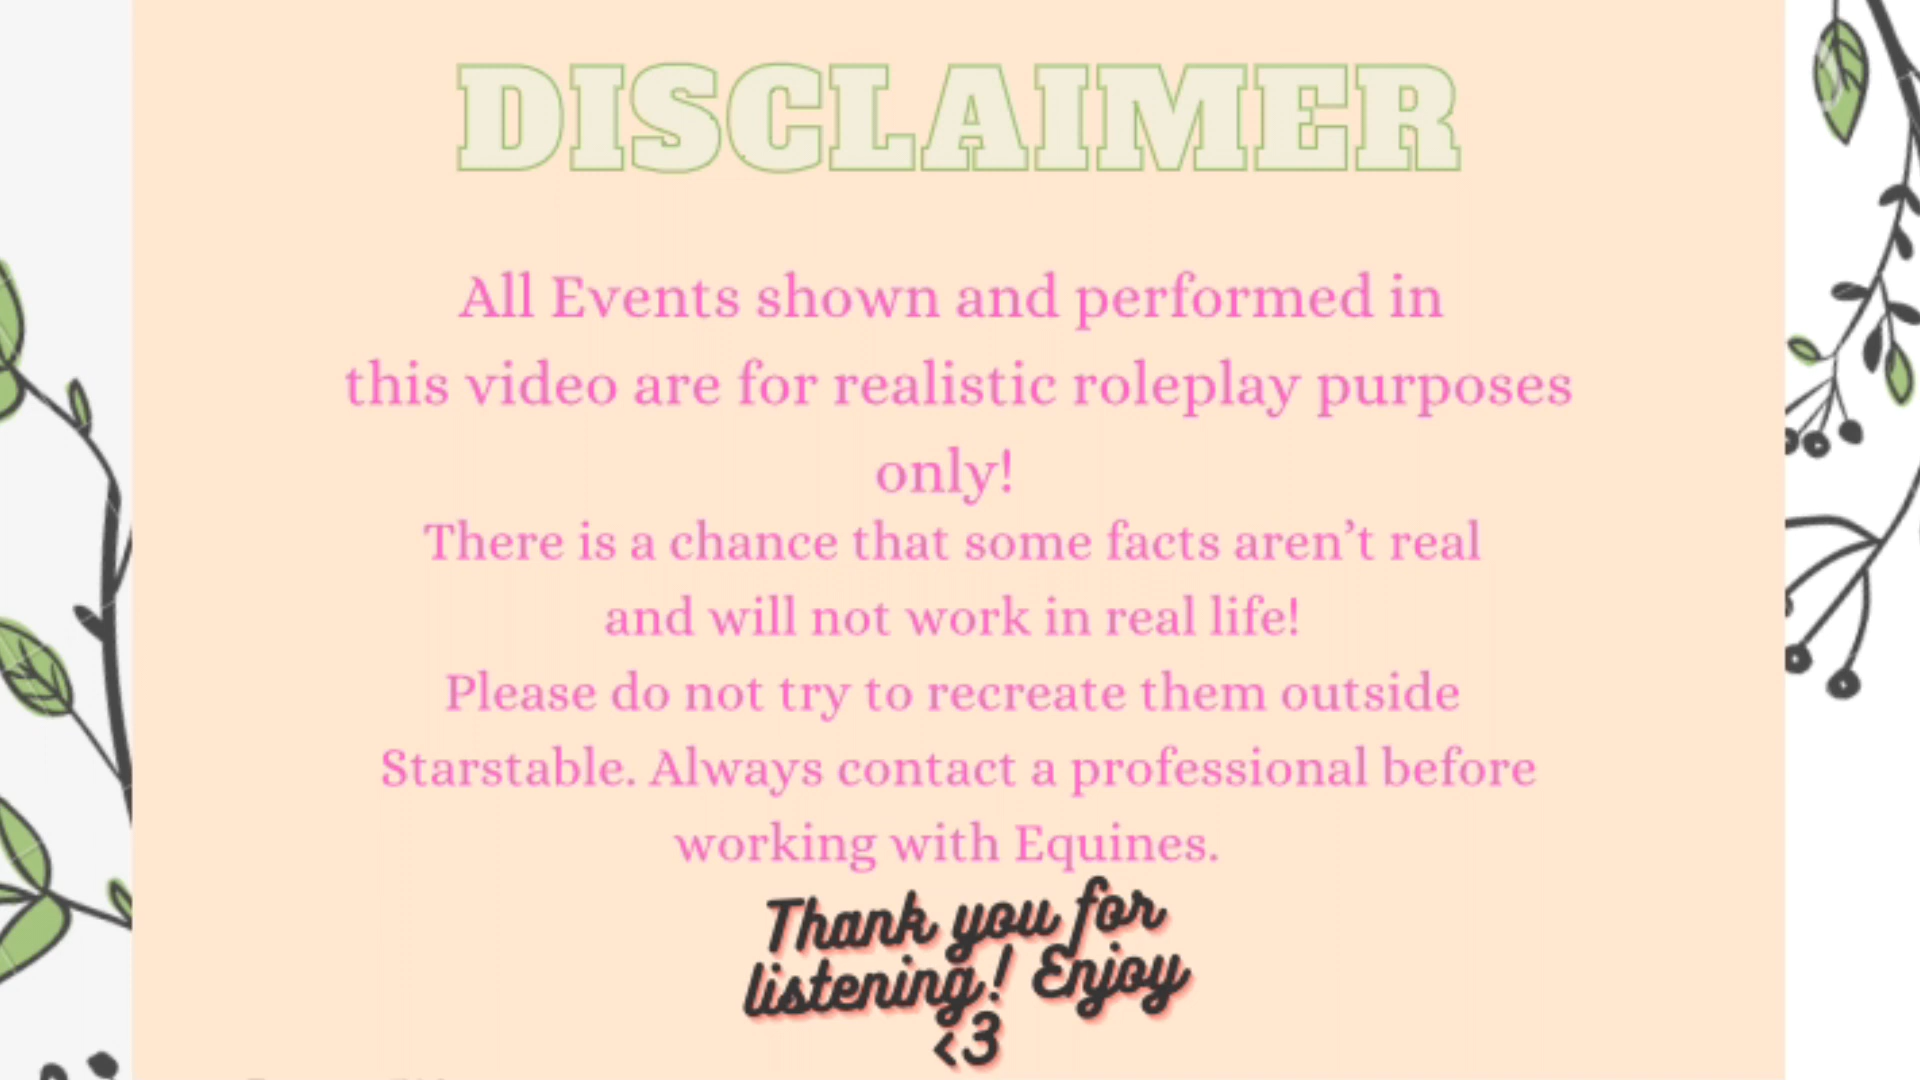 DISCLAIMER
All Events shown and performed in
this video are for realistic roleplay purposes
only!
There is a chance that some facts aren’t real
and will not work in real life!
Please do not try to recreate them outside
Starstable. Always contact a professional before
working with Equines.
Thank you for
listening! Enjoy
<3